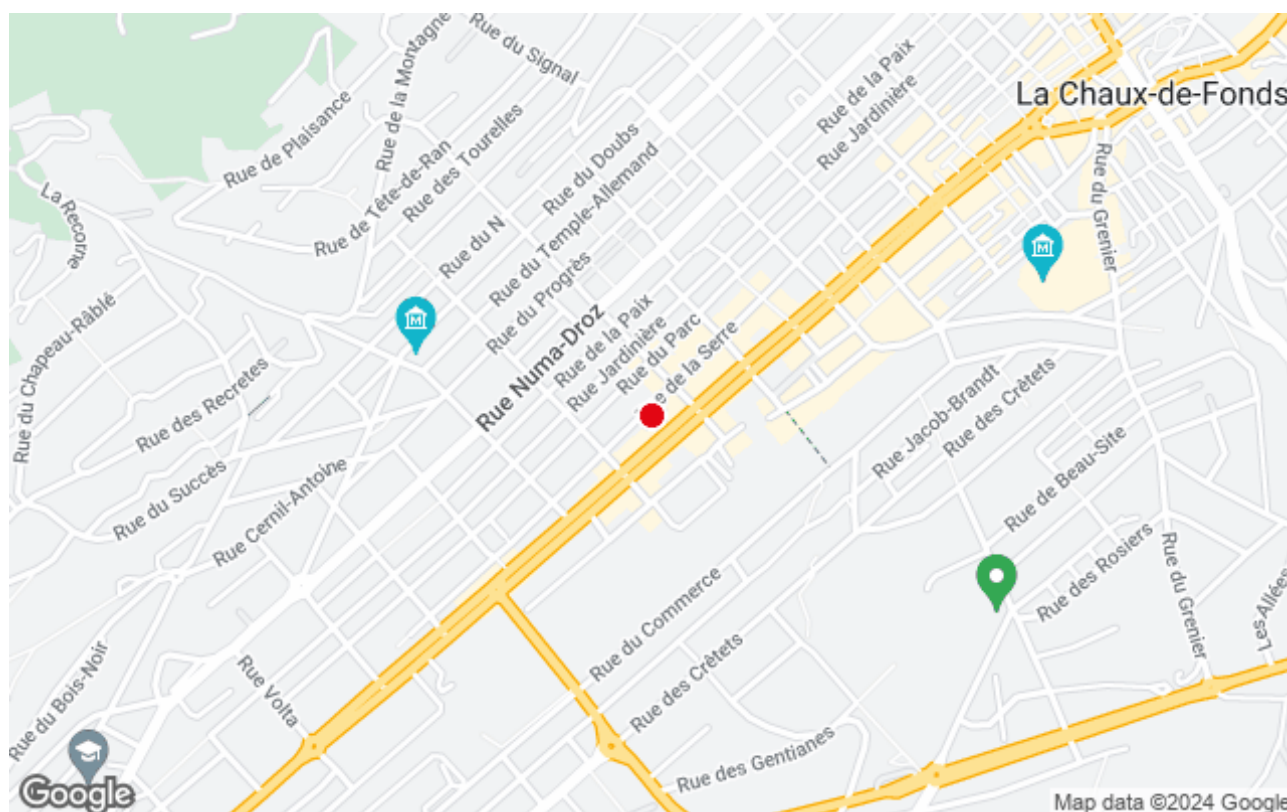 Rue du Signal
Rue de la Montagne
Rue de la Paix
Rue Jardinière
La Chaux-de-Fonds
Rue de Plaisance
Rue des Tourelles
Rue de Tête-de-Ran
Rue du Doubs
Rue du Temple-Allemand
Rue du Grenier
La Recorne
Rue du N
Rue du Progrès
M
M
Rue du Chapeau-Râblé
Rue Numa-Droz
Rue de la Paix
Rue Jardinière
Rue du Parc
de la Serre
Rue des Recretes
Rue Jacob-Brandt
Rue des Crêtets
Rue de Beau-Site
Rue du Succès
Rue Cernil-Antoine
Rue des Rosiers
Rue du Grenier
Les Allées
Rue du Commerce
Rue des Crêtets
Rue du Bois-Noir
Rue Volta
Rue des Gentianes
Google
Map data ©2024 Google